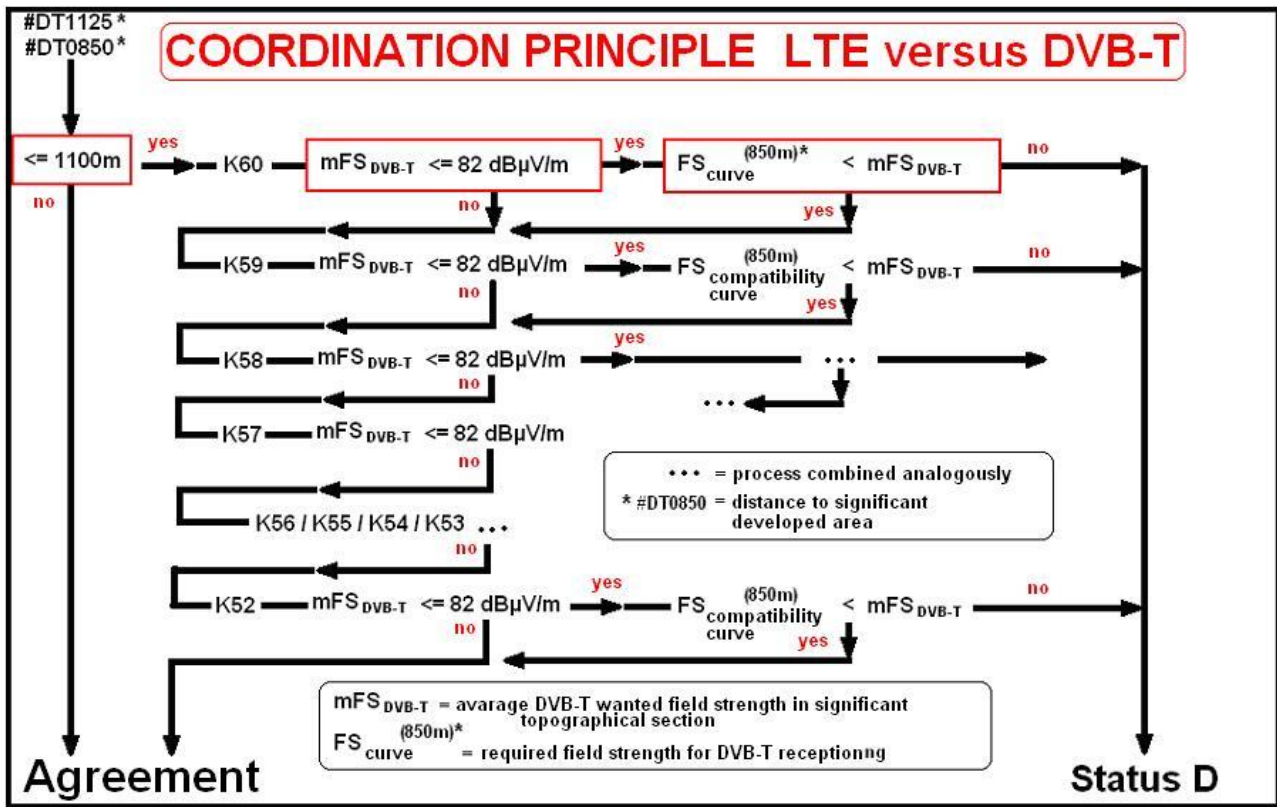 #DT1125*
#DT0850*
COORDINATION PRINCIPLE LTE versus DVB-T
<= 1100m
yes
K60
mFS DVB-T <= 82 dBµV/m
yes
FS curve (850m)* < mFS DVB-T
no
no
no
yes
K59
mFS DVB-T <= 82 dBµV/m
yes
FS compatibility curve (850m) < mFS DVB-T
no
no
yes
K58
mFS DVB-T <= 82 dBµV/m
yes
...
no
...
K57
mFS DVB-T <= 82 dBµV/m
no
... = process combined analogously
* #DT0850 = distance to significant
developed area
K56 / K55 / K54 / K53 ...
no
K52
mFS DVB-T <= 82 dBµV/m
yes
FS compatibility curve (850m) < mFS DVB-T
no
no
yes
mFS DVB-T = avarage DVB-T wanted field strength in significant
topographical section
FS curve (850m)* = required field strength for DVB-T receptionng
Agreement
Status D